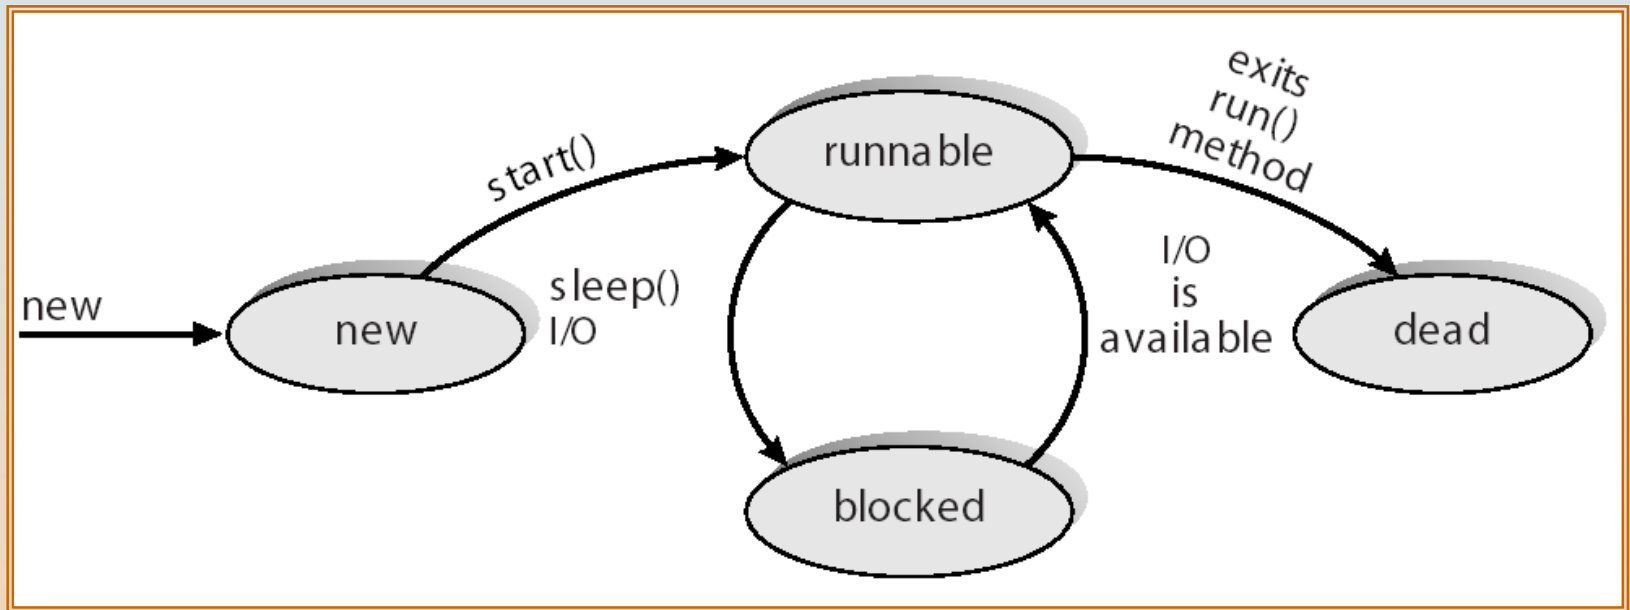 new
new
start()
sleep()
I/O
runnable
blocked
I/O
is
available
exits
run()
method
dead